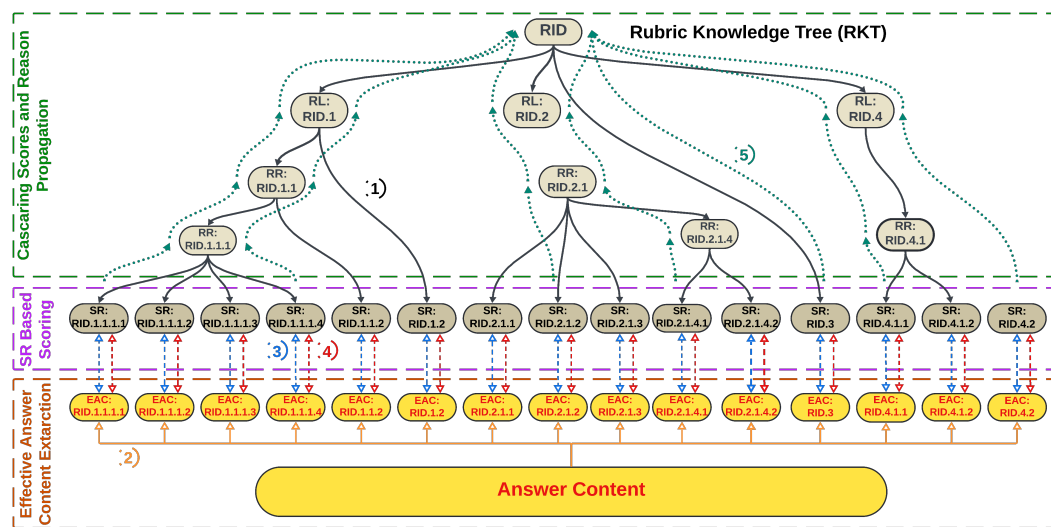 RID
Rubric Knowledge Tree (RKT)
Cascaring Scores and Reason
Propagation
RL:
RID.1
RL:
RID.2
RL:
RID.4
5)
RR:
RID.1.1
1)
RR:
RID.2.1
RR:
RID.1.1.1
RR:
RID.2.1.4
RR:
RID.4.1
SR Based
Scoring
SR:
RID.1.1.1.1
SR:
RID.1.1.1.2
SR:
RID.1.1.1.3
SR:
RID.1.1.1.4
SR:
RID.1.1.2
SR:
RID.1.2
SR:
RID.2.1.1
SR:
RID.2.1.2
SR:
RID.2.1.3
SR:
RID.2.1.4.1
SR:
RID.2.1.4.2
SR:
RID.3
SR:
RID.4.1.1
SR:
RID.4.1.2
SR:
RID.4.2
3)
4)
Effective Answer
Content Extarction
EAC:
RID.1.1.1.1
EAC:
RID.1.1.1.2
EAC:
RID.1.1.1.3
EAC:
RID.1.1.1.4
EAC:
RID.1.1.2
EAC:
RID.1.2
EAC:
RID.2.1.1
EAC:
RID.2.1.2
EAC:
RID.2.1.3
EAC:
RID.2.1.4.1
EAC:
RID.2.1.4.2
EAC:
RID.3
EAC:
RID.4.1.1
EAC:
RID.4.1.2
EAC:
RID.4.2
2)
Answer Content